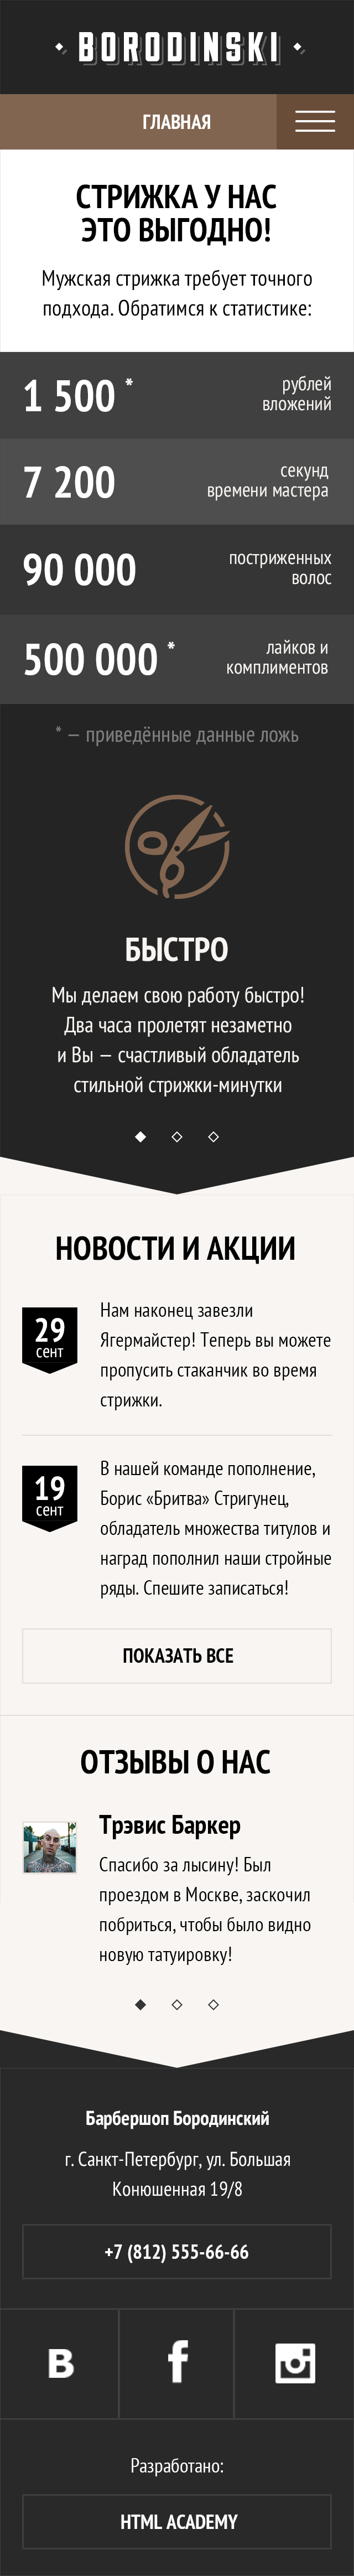 BORODINSKI
ГЛАВНАЯ
СТРИЖКА У НАС
ЭТО ВЫГОДНО!
Мужская стрижка требует точного
подхода. Обратимся к статистике:
1 500 *
рублей
вложений
7 200
секунд
времени мастера
90 000
постриженных
волос
500 000 *
лайков и
комплиментов
* — приведённые данные ложь
БЫСТРО
Мы делаем свою работу быстро!
Два часа пролетят незаметно
и Вы — счастливый обладатель
стильной стрижки-минутки
НОВОСТИ И АКЦИИ
29
сент
Нам наконец завезли
Ягермайстер! Теперь вы можете
пропустить стаканчик во время
стрижки.
19
сент
В нашей команде пополнение,
Борис «Бритва» Стригунец,
обладатель множества титулов и
наград пополнил наши стройные
ряды. Спешите записаться!
ПОКАЗАТЬ ВСЕ
ОТЗЫВЫ О НАС
Трэвис Баркер
Спасибо за лысину! Был
проездом в Москве, заскочил
побриться, чтобы было видно
новую татуировку!
Барбершоп Бородинский
г. Санкт-Петербург, ул. Большая
Конюшенная 19/8
+7 (812) 555-66-66
В f
Разработано:
HTML ACADEMY